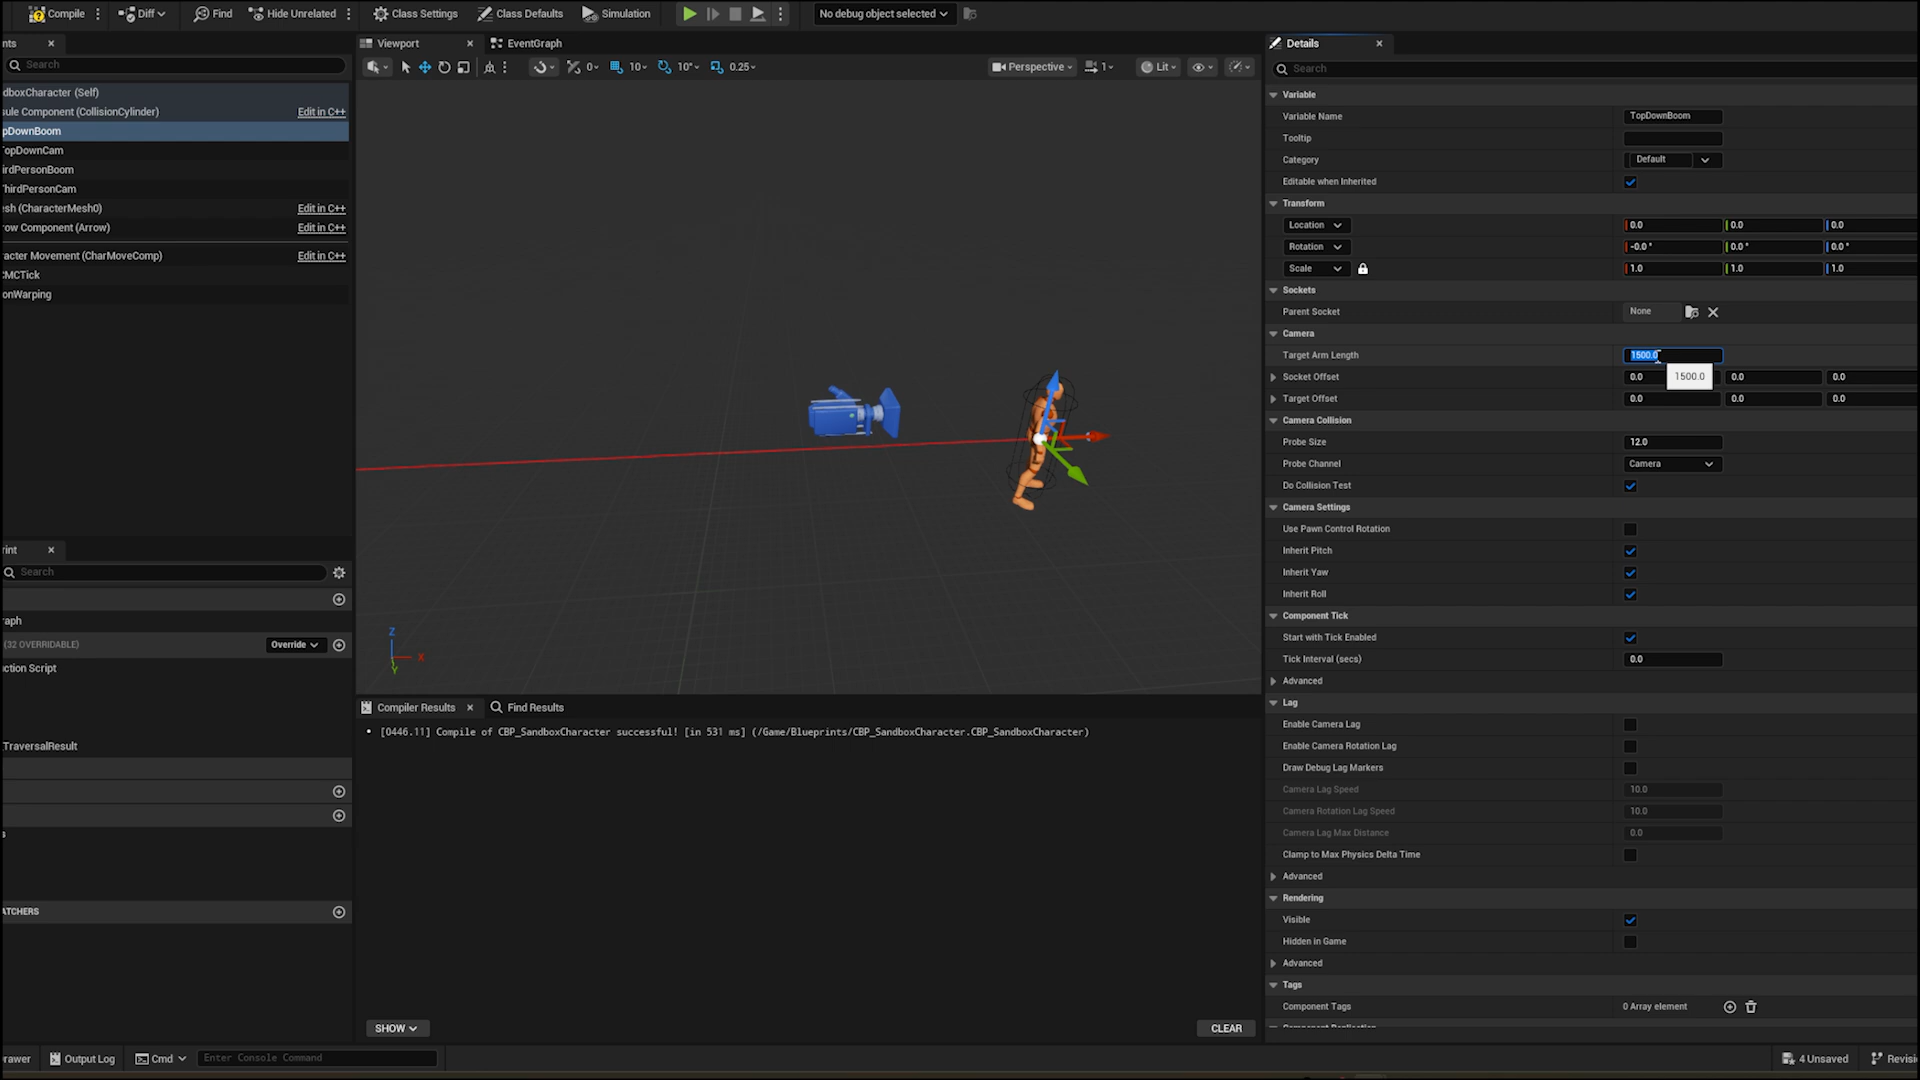 Compile
Diff
Find
Hide Unrelated
Class Settings
Class Defaults
Simulation
No debug object selected
nts
Search
dboxCharacter (Self)
sule Component (CollisionCylinder) Edit in C++
pDownBoom
TopDownCam
irdPersonBoom
ThirdPersonCam
esh (CharacterMesh0) Edit in C++
row Component (Arrow) Edit in C++
racter Movement (CharMoveComp) Edit in C++
CMCTick
onWarping
rint
Search
raph
(32 OVERRIDABLE) Override
uction Script
TraversalResult
s
ATCHERS
Viewport
EventGraph
0 10 10° 0.25
Perspective 1 Lit
Z
X
Y
Compiler Results
Find Results
[0446.11] Compile of CBP_SandboxCharacter successful! [in 531 ms] (/Game/Blueprints/CBP_SandboxCharacter.CBP_SandboxCharacter)
SHOW
CLEAR
Details
Search
Variable
Variable Name TopDownBoom
Tooltip
Category Default
Editable when Inherited
Transform
Location 0.0 0.0 0.0
Rotation -0.0° 0.0° 0.0°
Scale 1.0 1.0 1.0
Sockets
Parent Socket None
Camera
Target Arm Length 1500.0
Socket Offset 0.0 0.0 0.0
1500.0
Target Offset 0.0 0.0 0.0
Camera Collision
Probe Size 12.0
Probe Channel Camera
Do Collision Test
Camera Settings
Use Pawn Control Rotation
Inherit Pitch
Inherit Yaw
Inherit Roll
Component Tick
Start with Tick Enabled
Tick Interval (secs) 0.0
Advanced
Lag
Enable Camera Lag
Enable Camera Rotation Lag
Draw Debug Lag Markers
Camera Lag Speed 10.0
Camera Rotation Lag Speed 10.0
Camera Lag Max Distance 0.0
Clamp to Max Physics Delta Time
Advanced
Rendering
Visible
Hidden in Game
Advanced
Tags
Component Tags 0 Array element
rawer
Output Log
Cmd
Enter Console Command
4 Unsaved
Revisi